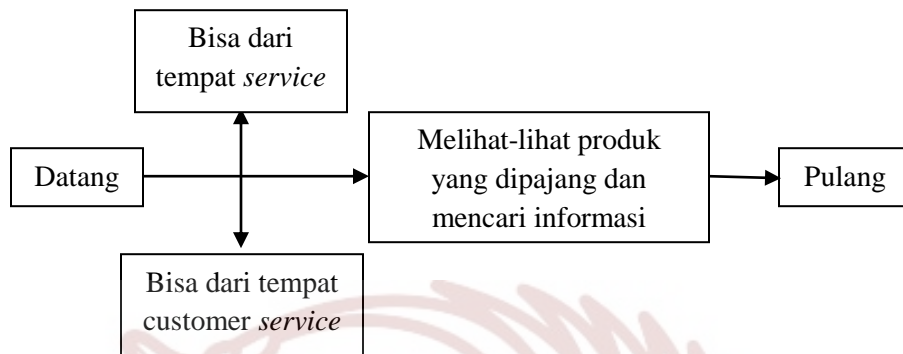 Bisa dari
tempat service
Datang
Melihat-lihat produk
yang dipajang dan
mencari informasi
Pulang
Bisa dari tempat
customer service